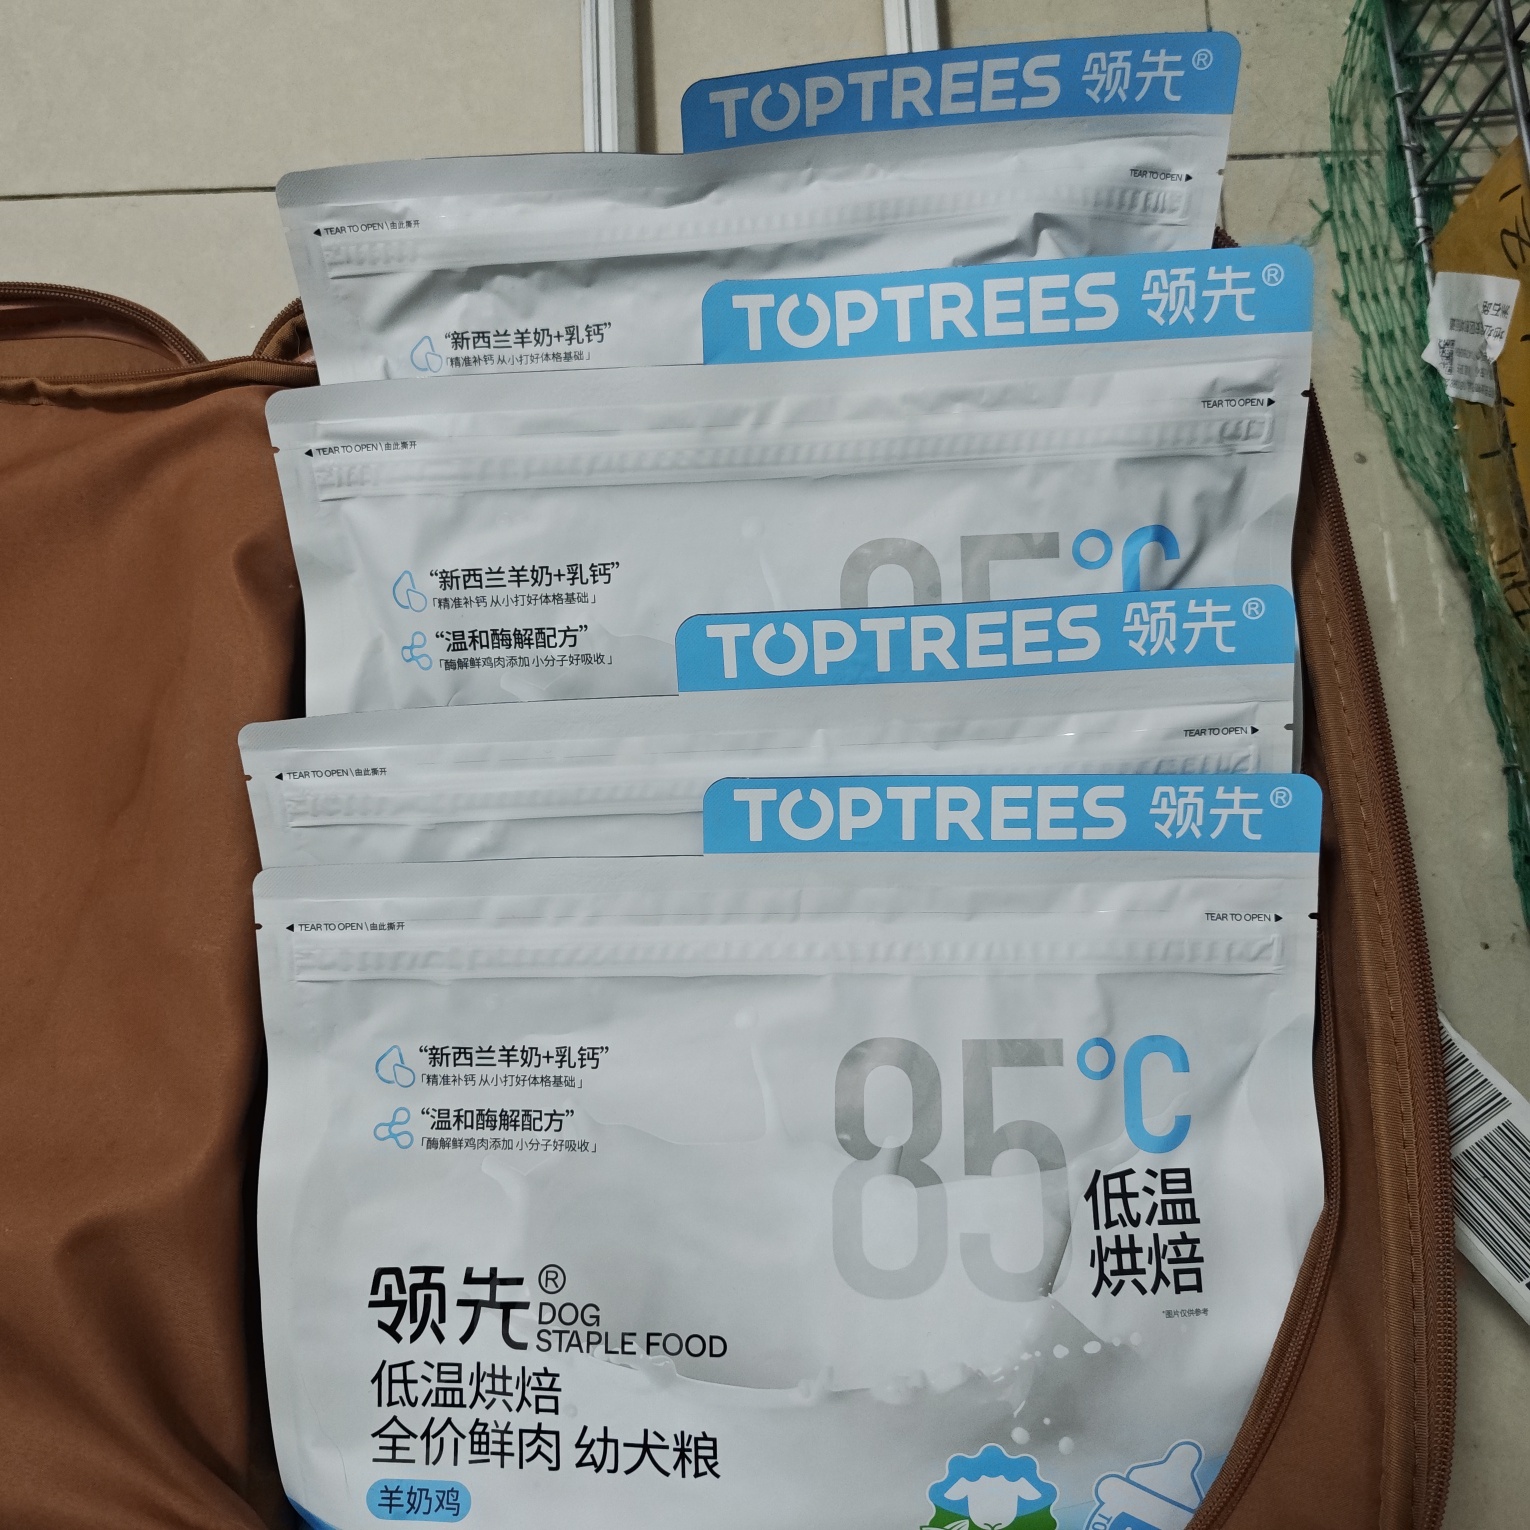 TOPTREES 领先®
TEAR TO OPEN ▶
◀ TEAR TO OPEN \ 由此撕开
“新西兰羊奶+乳钙”
「精准补钙 从小打好体格基础」
TOPTREES 领先®
TEAR TO OPEN ▶
◀ TEAR TO OPEN \ 由此撕开
85℃
“新西兰羊奶+乳钙”
「精准补钙 从小打好体格基础」
“温和酶解配方”
「酶解鲜鸡肉添加 小分子好吸收」
TOPTREES 领先®
TEAR TO OPEN ▶
◀ TEAR TO OPEN \ 由此撕开
TOPTREES 领先®
◀ TEAR TO OPEN \ 由此撕开
TEAR TO OPEN ▶
“新西兰羊奶+乳钙”
「精准补钙 从小打好体格基础」
“温和酶解配方”
「酶解鲜鸡肉添加 小分子好吸收」
85℃
低温
烘焙
*图片仅供参考
领先®
DOG
STAPLE FOOD
低温烘焙
全价鲜肉 幼犬粮
羊奶鸡